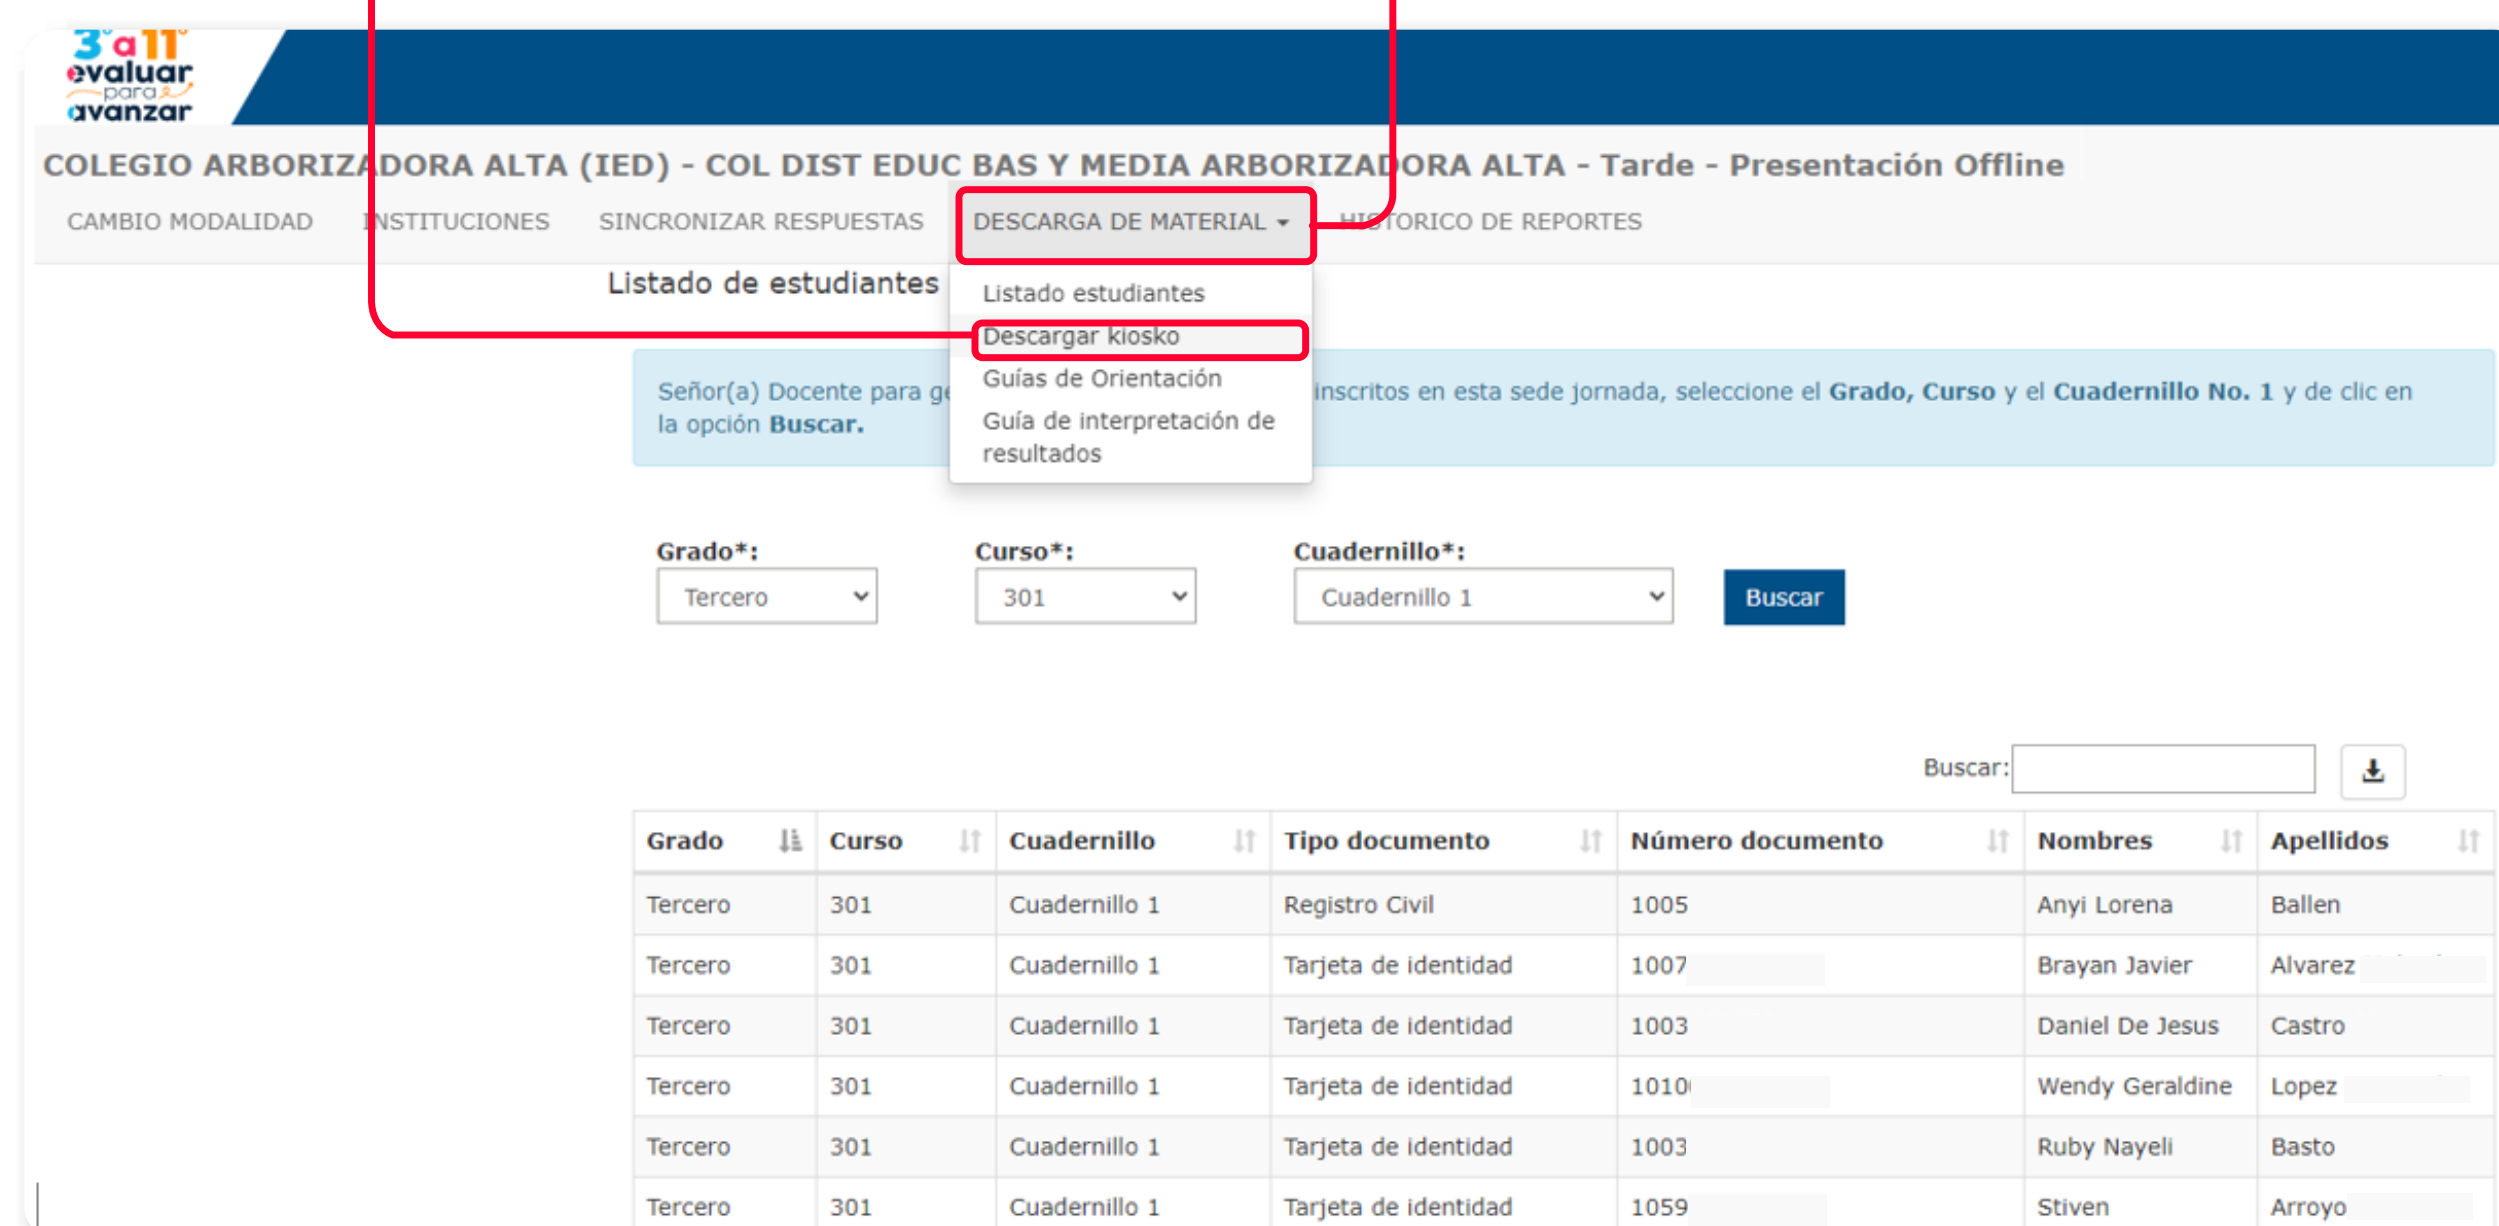 3° a 11°
evaluar
para
avanzar
COLEGIO ARBORIZADORA ALTA (IED) - COL DIST EDUC BAS Y MEDIA ARBORIZADORA ALTA - Tarde - Presentación Offline
CAMBIO MODALIDAD INSTITUCIONES SINCRONIZAR RESPUESTAS DESCARGA DE MATERIAL HISTORICO DE REPORTES
Listado de estudiantes
Listado estudiantes
Descargar kiosko
Guías de Orientación
Guía de interpretación de
resultados
Señor(a) Docente para ge inscritos en esta sede jornada, seleccione el Grado, Curso y el Cuadernillo No. 1 y de clic en
la opción Buscar.
Grado*: Curso*: Cuadernillo*:
Tercero 301 Cuadernillo 1 Buscar
Buscar:
Grado Curso Cuadernillo Tipo documento Número documento Nombres Apellidos
Tercero 301 Cuadernillo 1 Registro Civil 1005 Anyi Lorena Ballen
Tercero 301 Cuadernillo 1 Tarjeta de identidad 1007 Brayan Javier Alvarez
Tercero 301 Cuadernillo 1 Tarjeta de identidad 1003 Daniel De Jesus Castro
Tercero 301 Cuadernillo 1 Tarjeta de identidad 1010 Wendy Geraldine Lopez
Tercero 301 Cuadernillo 1 Tarjeta de identidad 1003 Ruby Nayeli Basto
Tercero 301 Cuadernillo 1 Tarjeta de identidad 1059 Stiven Arroyo